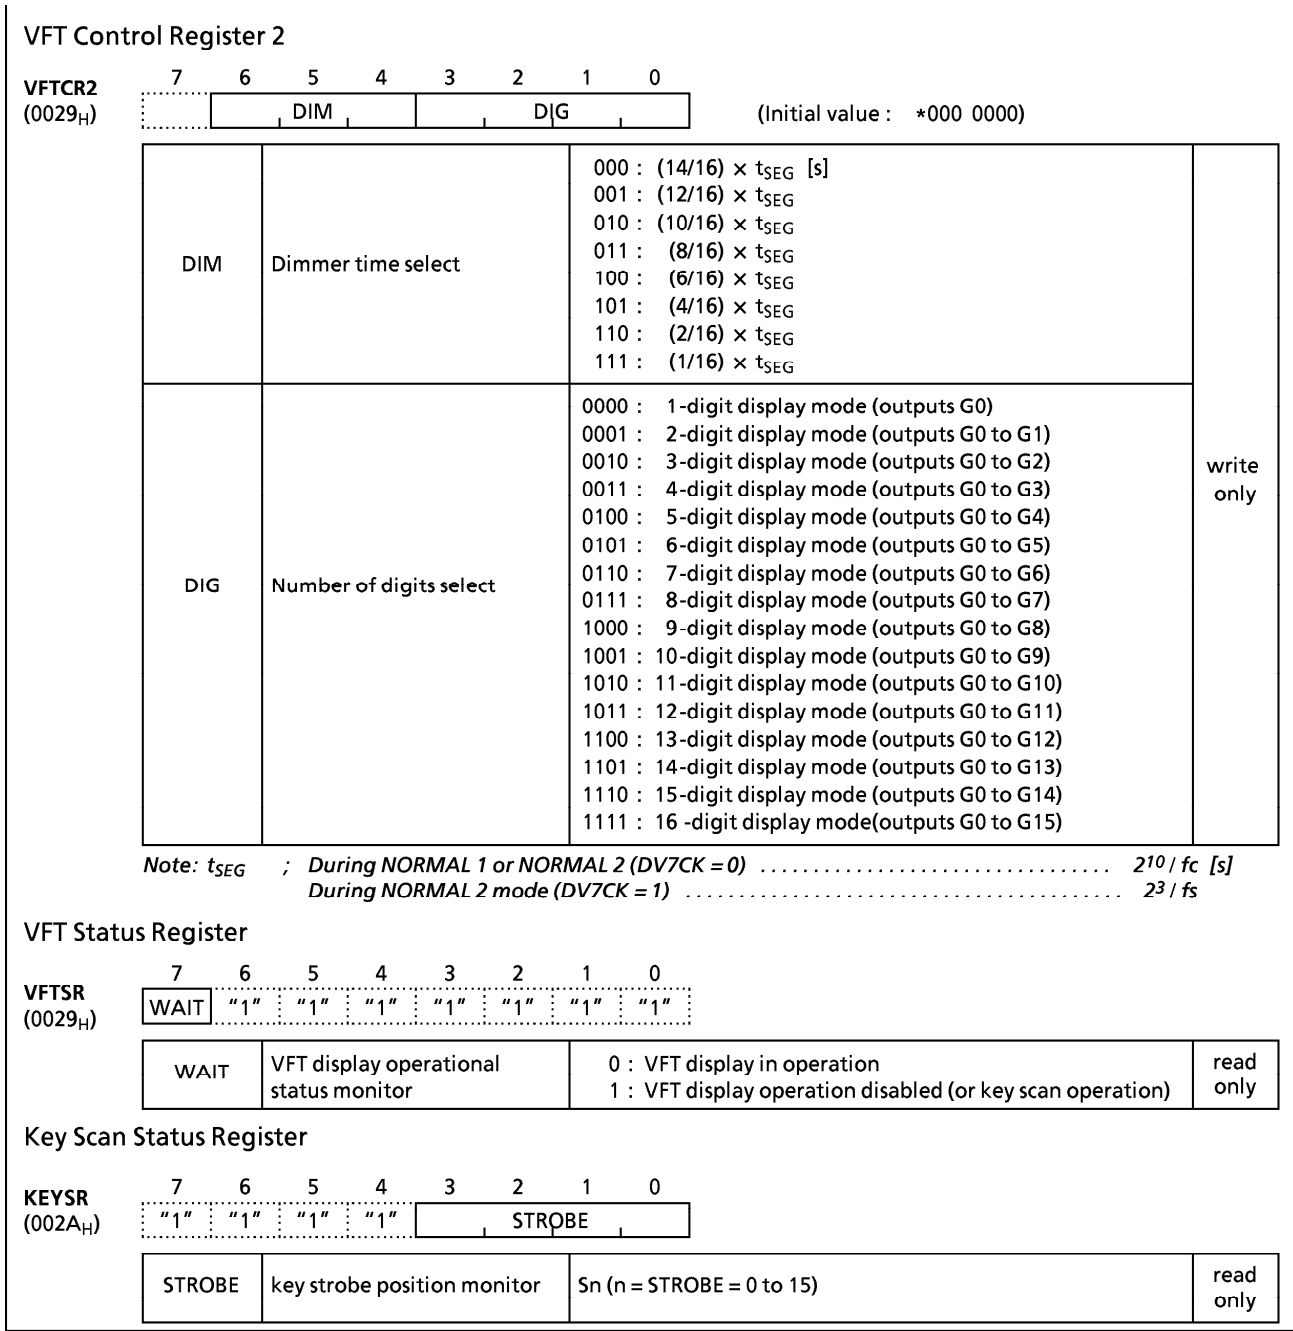 VFT Control Register 2
7 6 5 4 3 2 1 0
VFTCR2
(0029H)
DIM DIG (Initial value : *000 0000)
DIM Dimmer time select
000 : (14/16) × tSEG [s]
001 : (12/16) × tSEG
010 : (10/16) × tSEG
011 : (8/16) × tSEG
100 : (6/16) × tSEG
101 : (4/16) × tSEG
110 : (2/16) × tSEG
111 : (1/16) × tSEG
DIG Number of digits select
0000 : 1-digit display mode (outputs G0)
0001 : 2-digit display mode (outputs G0 to G1)
0010 : 3-digit display mode (outputs G0 to G2)
0011 : 4-digit display mode (outputs G0 to G3)
0100 : 5-digit display mode (outputs G0 to G4)
0101 : 6-digit display mode (outputs G0 to G5)
0110 : 7-digit display mode (outputs G0 to G6)
0111 : 8-digit display mode (outputs G0 to G7)
1000 : 9-digit display mode (outputs G0 to G8)
1001 : 10-digit display mode (outputs G0 to G9)
1010 : 11-digit display mode (outputs G0 to G10)
1011 : 12-digit display mode (outputs G0 to G11)
1100 : 13-digit display mode (outputs G0 to G12)
1101 : 14-digit display mode (outputs G0 to G13)
1110 : 15-digit display mode (outputs G0 to G14)
1111 : 16 -digit display mode(outputs G0 to G15)
write
only
Note: tSEG ; During NORMAL 1 or NORMAL 2 (DV7CK = 0) ................................ 2^10 / fc [s]
During NORMAL 2 mode (DV7CK = 1) ........................................ 2^3 / fs
VFT Status Register
7 6 5 4 3 2 1 0
VFTSR
(0029H)
WAIT “1” “1” “1” “1” “1” “1” “1”
WAIT
VFT display operational
status monitor
0 : VFT display in operation
1 : VFT display operation disabled (or key scan operation)
read
only
Key Scan Status Register
7 6 5 4 3 2 1 0
KEYSR
(002AH)
“1” “1” “1” “1” STROBE
STROBE key strobe position monitor Sn (n = STROBE = 0 to 15)
read
only